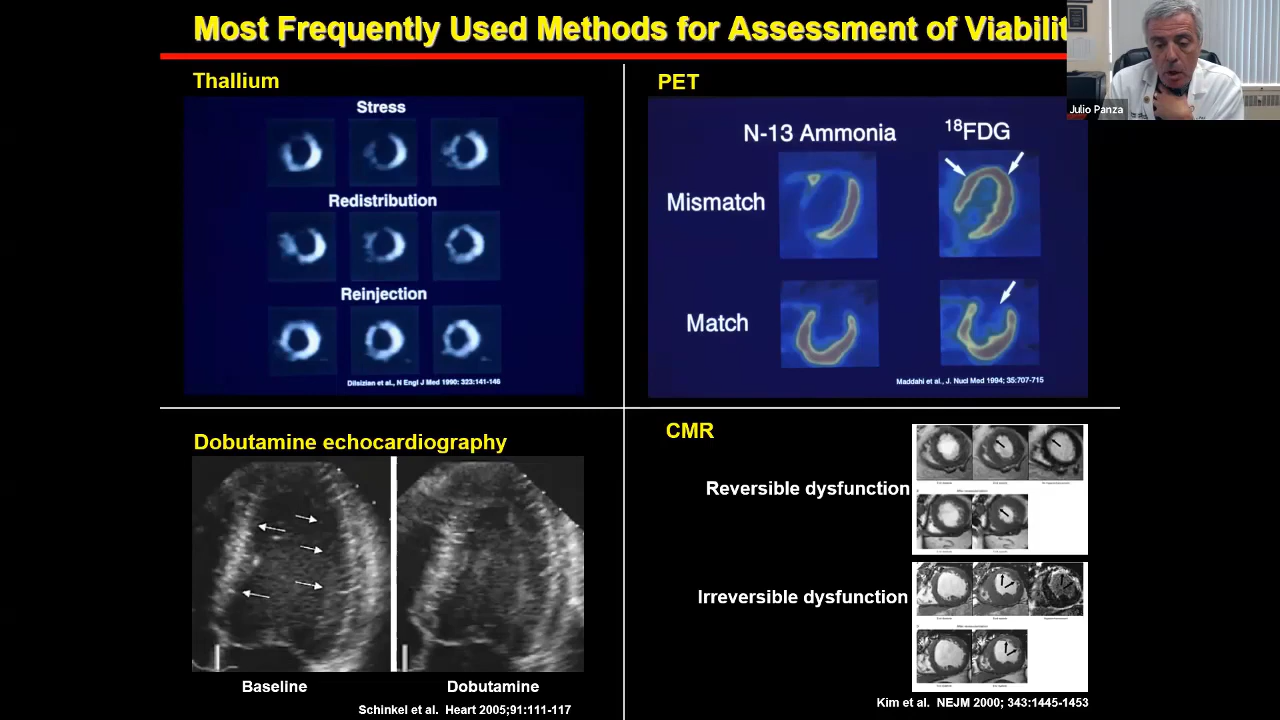 Most Frequently Used Methods for Assessment of Viabilit
Julio Panza
Thallium
Stress
Redistribution
Reinjection
Dilsizian et al., N Engl J Med 1990: 323:141-146
PET
N-13 Ammonia
18FDG
Mismatch
Match
Maddahi et al., J. Nucl Med 1994; 35:707-715
Dobutamine echocardiography
Baseline
Dobutamine
Schinkel et al. Heart 2005;91:111-117
CMR
Reversible dysfunction
Irreversible dysfunction
Kim et al. NEJM 2000; 343:1445-1453